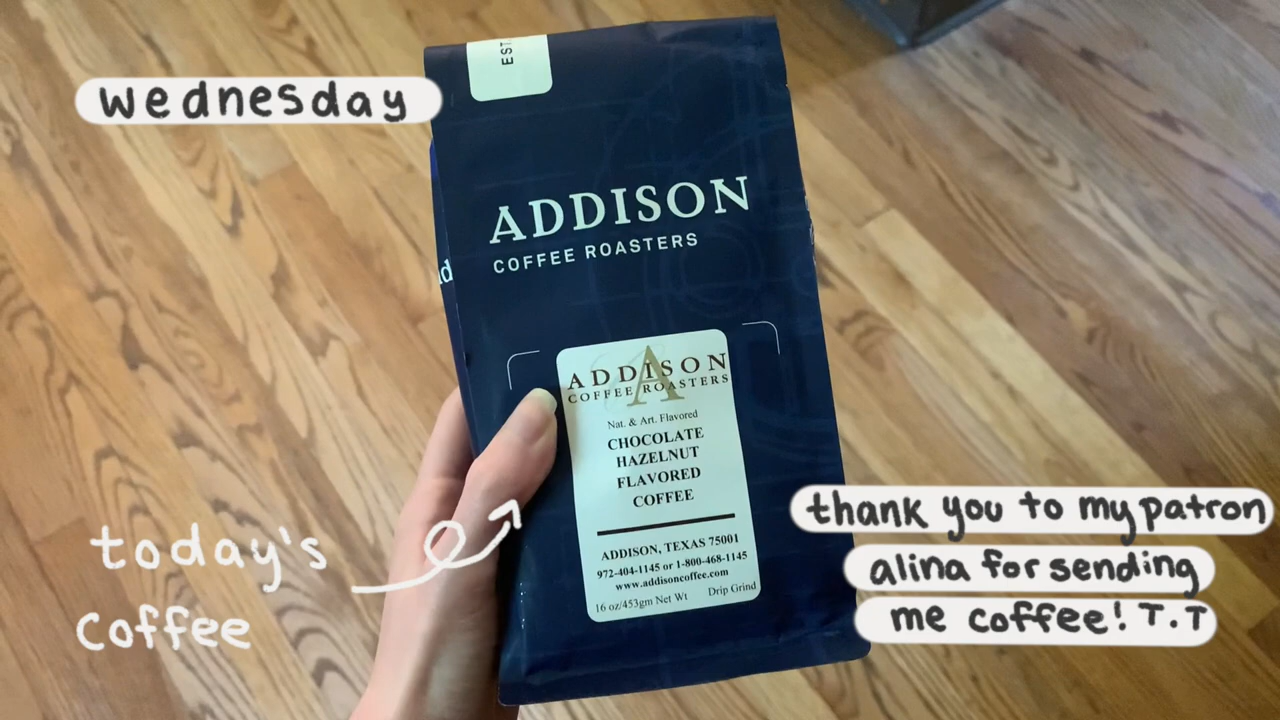 wednesday
EST.
ADDISON
COFFEE ROASTERS
ADDISON
COFFEE ROASTERS
Nat. & Art. Flavored
CHOCOLATE
HAZELNUT
FLAVORED
COFFEE
ADDISON, TEXAS 75001
972-404-1145 or 1-800-468-1145
www.addisoncoffee.com
16 oz/453gm Net Wt Drip Grind
today's
coffee
thank you to my patron
alina for sending
me coffee! T.T